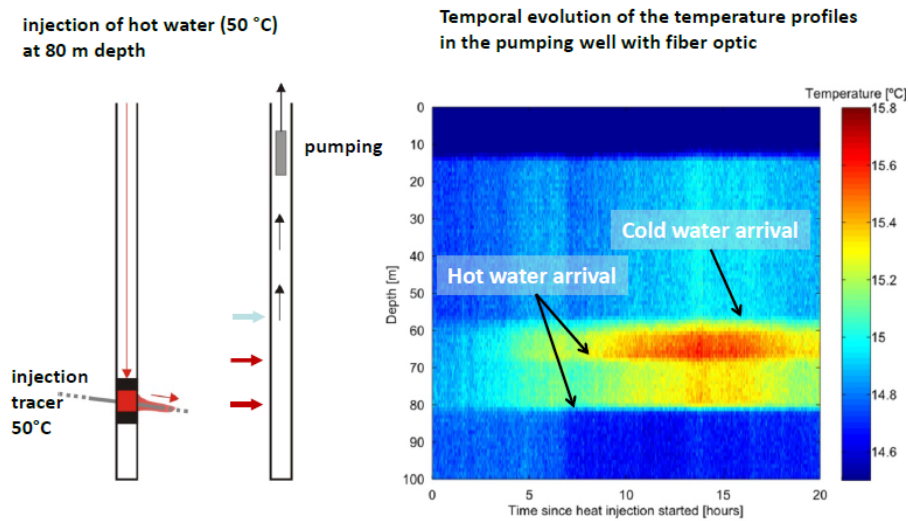 injection of hot water (50 °C)
at 80 m depth
Temporal evolution of the temperature profiles
in the pumping well with fiber optic
pumping
injection
tracer
50°C
Temperature [ºC]
0
10
20
30
40
50
60
70
80
90
100
Depth [m]
Cold water arrival
Hot water arrival
0
5
10
15
20
Time since heat injection started [hours]
15.8
15.6
15.4
15.2
15
14.8
14.6